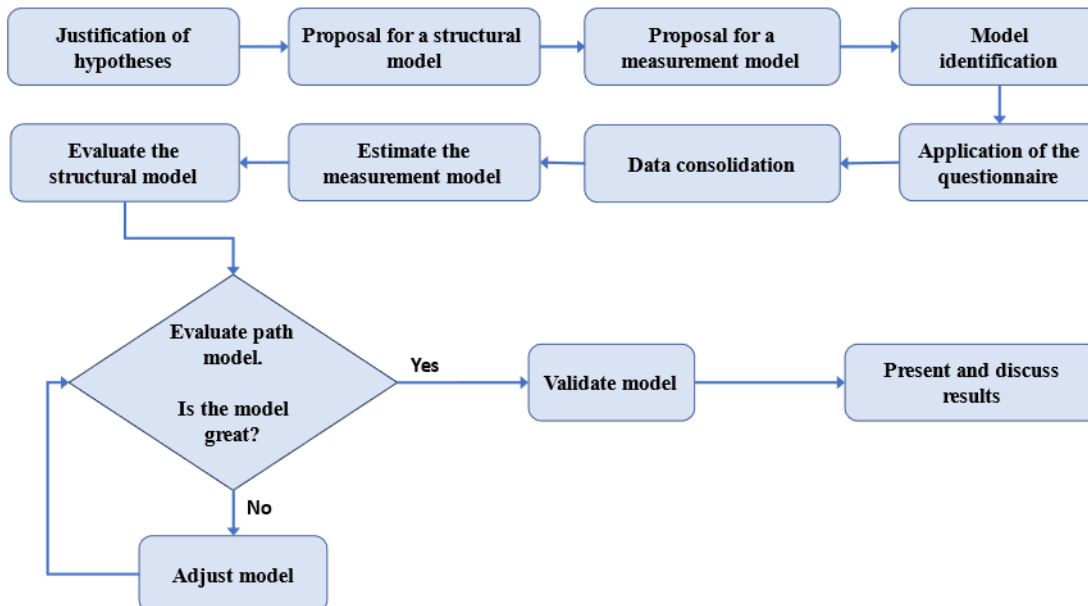 Justification of
hypotheses
Proposal for a structural
model
Proposal for a
measurement model
Model
identification
Application of the
questionnaire
Data consolidation
Estimate the
measurement model
Evaluate the
structural model
Evaluate path
model.
Is the model
great?
Yes
Validate model
Present and discuss
results
No
Adjust model